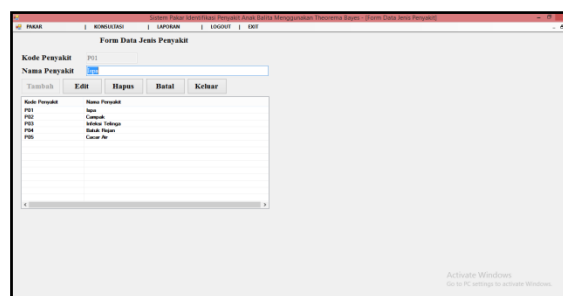 Sistem Pakar Identifikasi Penyakit Anak Balita Menggunakan Theorema Bayes - [Form Data Jenis Penyakit]
PAKAR | KONSULTASI | LAPORAN | LOGOUT | EXIT
Form Data Jenis Penyakit
Kode Penyakit P01
Nama Penyakit Ispa
Tambah Edit Hapus Batal Keluar
Kode Penyakit Nama Penyakit
P01 Ispa
P02 Campak
P03 Infeksi Telinga
P04 Batuk Rejan
P05 Cacar Air
Activate Windows
Go to PC settings to activate Windows.